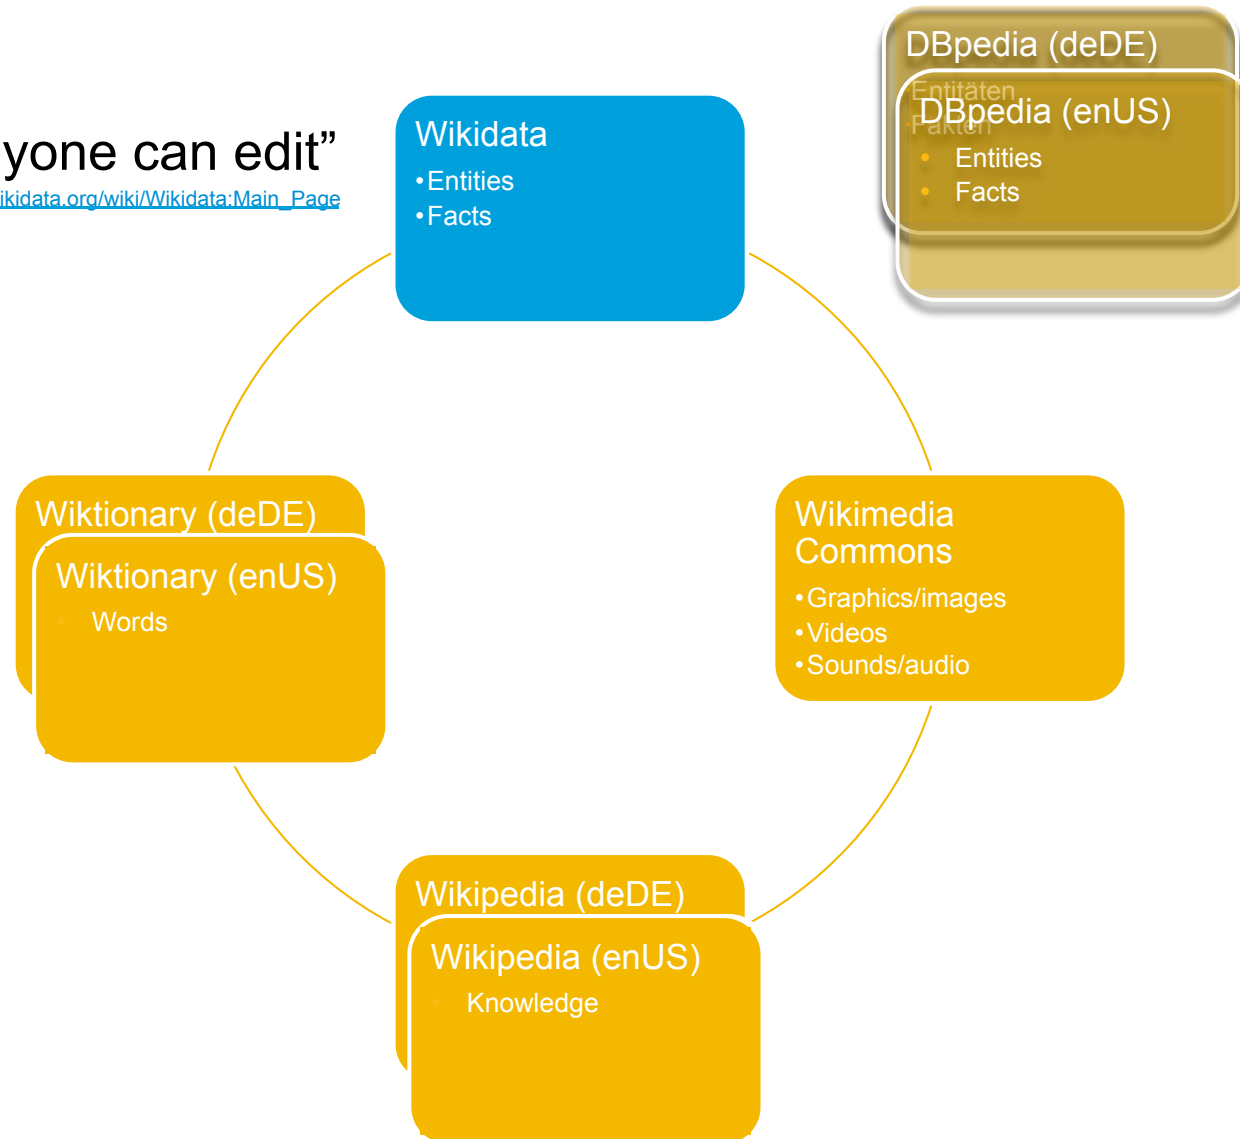 DBpedia (deDE)
Entitäten
Fakten
DBpedia (enUS)
• Entities
• Facts
yone can edit”
ikidata.org/wiki/Wikidata:Main_Page
Wikidata
•Entities
•Facts
Wiktionary (deDE)
Wiktionary (enUS)
• Words
Wikimedia
Commons
•Graphics/images
•Videos
•Sounds/audio
Wikipedia (deDE)
Wikipedia (enUS)
• Knowledge